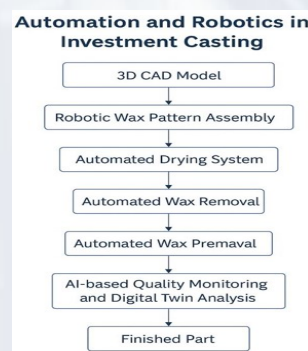 Automation and Robotics in
Investment Casting
3D CAD Model
Robotic Wax Pattern Assembly
Automated Drying System
Automated Wax Removal
Automated Wax Premaval
AI-based Quality Monitoring
and Digital Twin Analysis
Finished Part